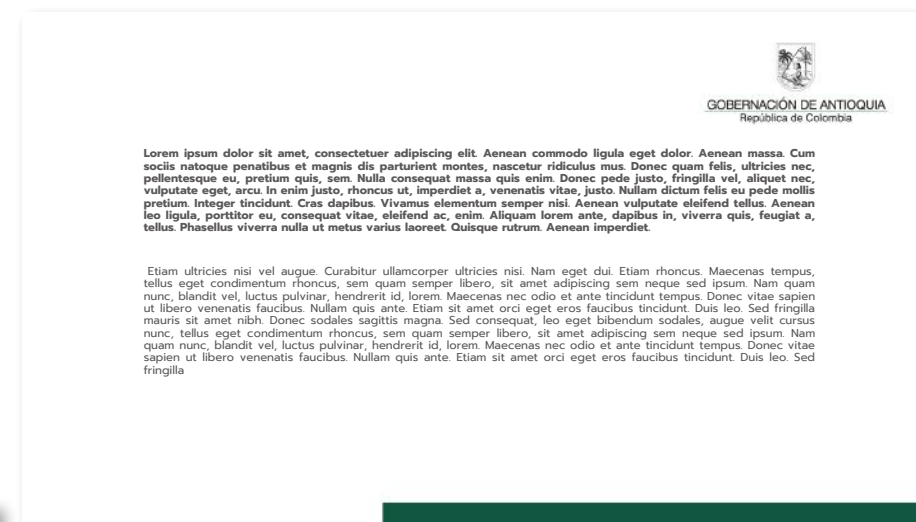 GOBERNACIÓN DE ANTIOQUIA
República de Colombia
Lorem ipsum dolor sit amet, consectetuer adipiscing elit. Aenean commodo ligula eget dolor. Aenean massa. Cum
sociis natoque penatibus et magnis dis parturient montes, nascetur ridiculus mus. Donec quam felis, ultricies nec,
pellentesque eu, pretium quis, sem. Nulla consequat massa quis enim. Donec pede justo, fringilla vel, aliquet nec,
vulputate eget, arcu. In enim justo, rhoncus ut, imperdiet a, venenatis vitae, justo. Nullam dictum felis eu pede mollis
pretium. Integer tincidunt. Cras dapibus. Vivamus elementum semper nisi. Aenean vulputate eleifend tellus. Aenean
leo ligula, porttitor eu, consequat vitae, eleifend ac, enim. Aliquam lorem ante, dapibus in, viverra quis, feugiat a,
tellus. Phasellus viverra nulla ut metus varius laoreet. Quisque rutrum. Aenean imperdiet.
Etiam ultricies nisi vel augue. Curabitur ullamcorper ultricies nisi. Nam eget dui. Etiam rhoncus. Maecenas tempus,
tellus eget condimentum rhoncus, sem quam semper libero, sit amet adipiscing sem neque sed ipsum. Nam quam
nunc, blandit vel, luctus pulvinar, hendrerit id, lorem. Maecenas nec odio et ante tincidunt tempus. Donec vitae sapien
ut libero venenatis faucibus. Nullam quis ante. Etiam sit amet orci eget eros faucibus tincidunt. Duis leo. Sed fringilla
mauris sit amet nibh. Donec sodales sagittis magna. Sed consequat, leo eget bibendum sodales, augue velit cursus
nunc, tellus eget condimentum rhoncus, sem quam semper libero, sit amet adipiscing sem neque sed ipsum. Nam
quam nunc, blandit vel, luctus pulvinar, hendrerit id, lorem. Maecenas nec odio et ante tincidunt tempus. Donec vitae
sapien ut libero venenatis faucibus. Nullam quis ante. Etiam sit amet orci eget eros faucibus tincidunt. Duis leo. Sed
fringilla